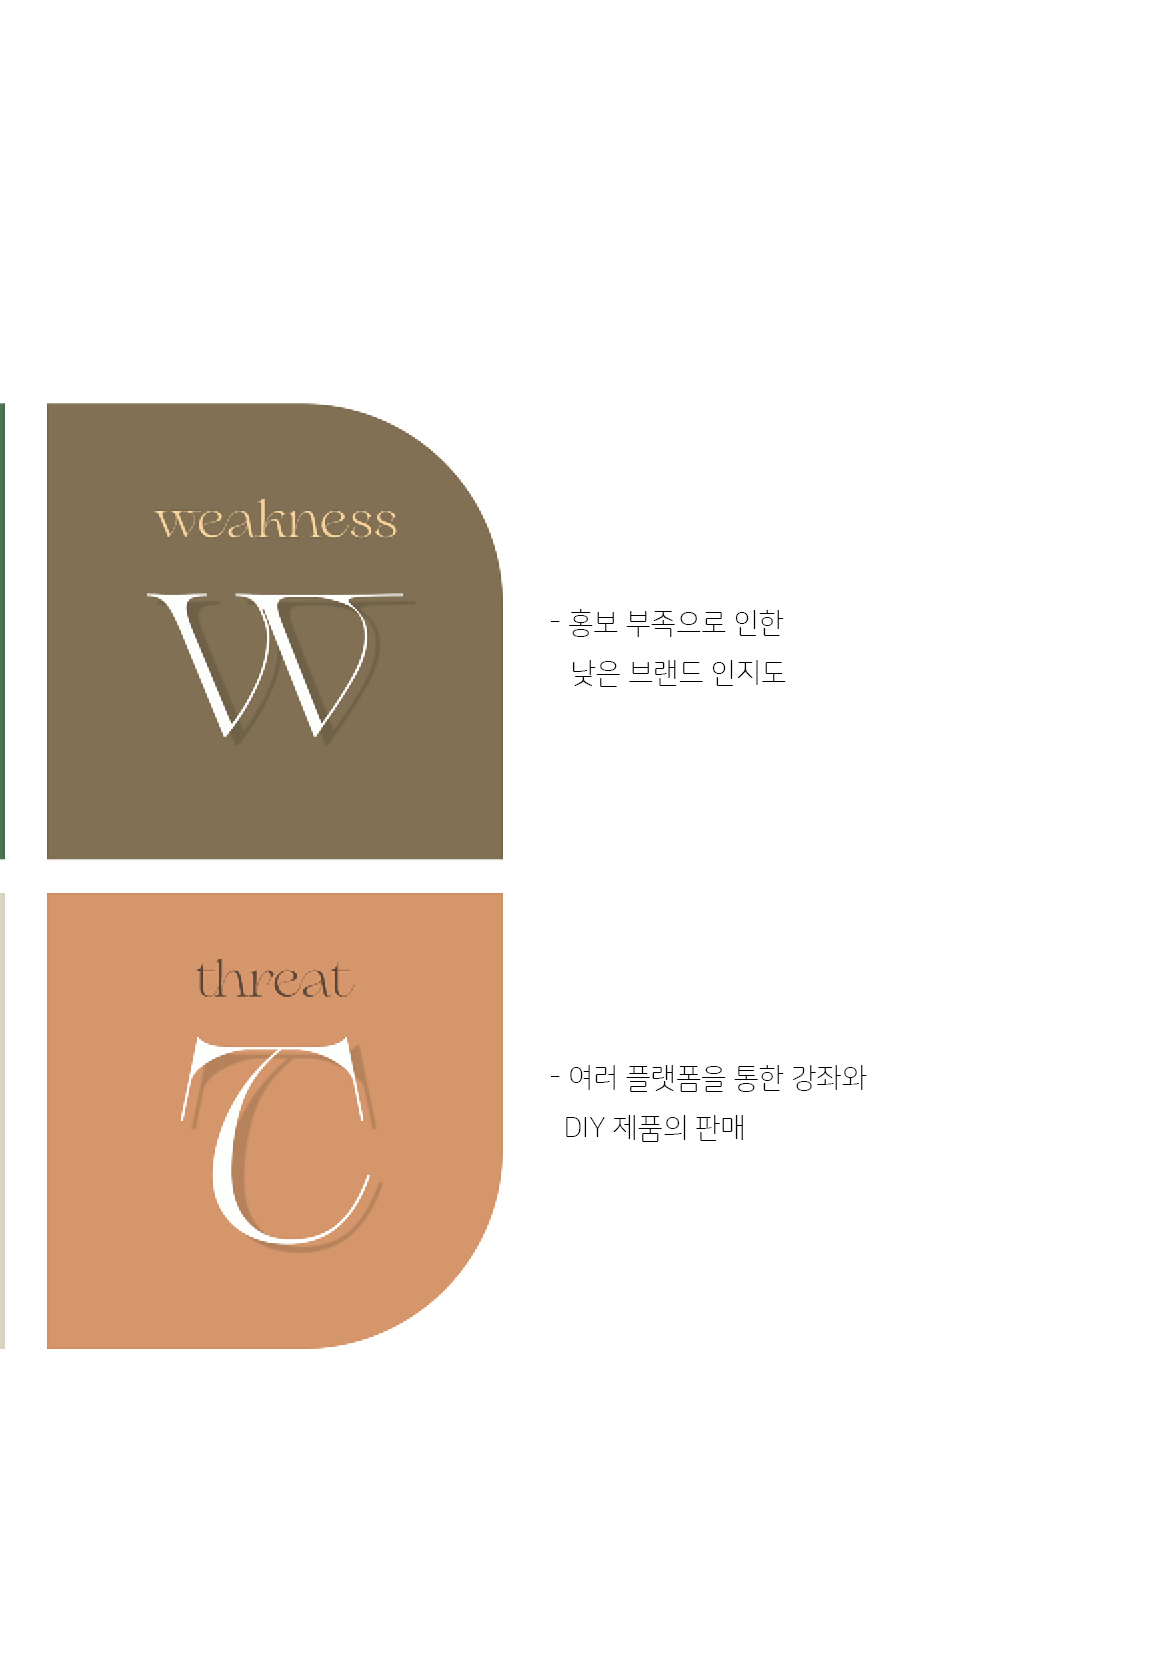 weakness
W
- 홍보 부족으로 인한
낮은 브랜드 인지도
threat
T
- 여러 플랫폼을 통한 강좌와
DIY 제품의 판매